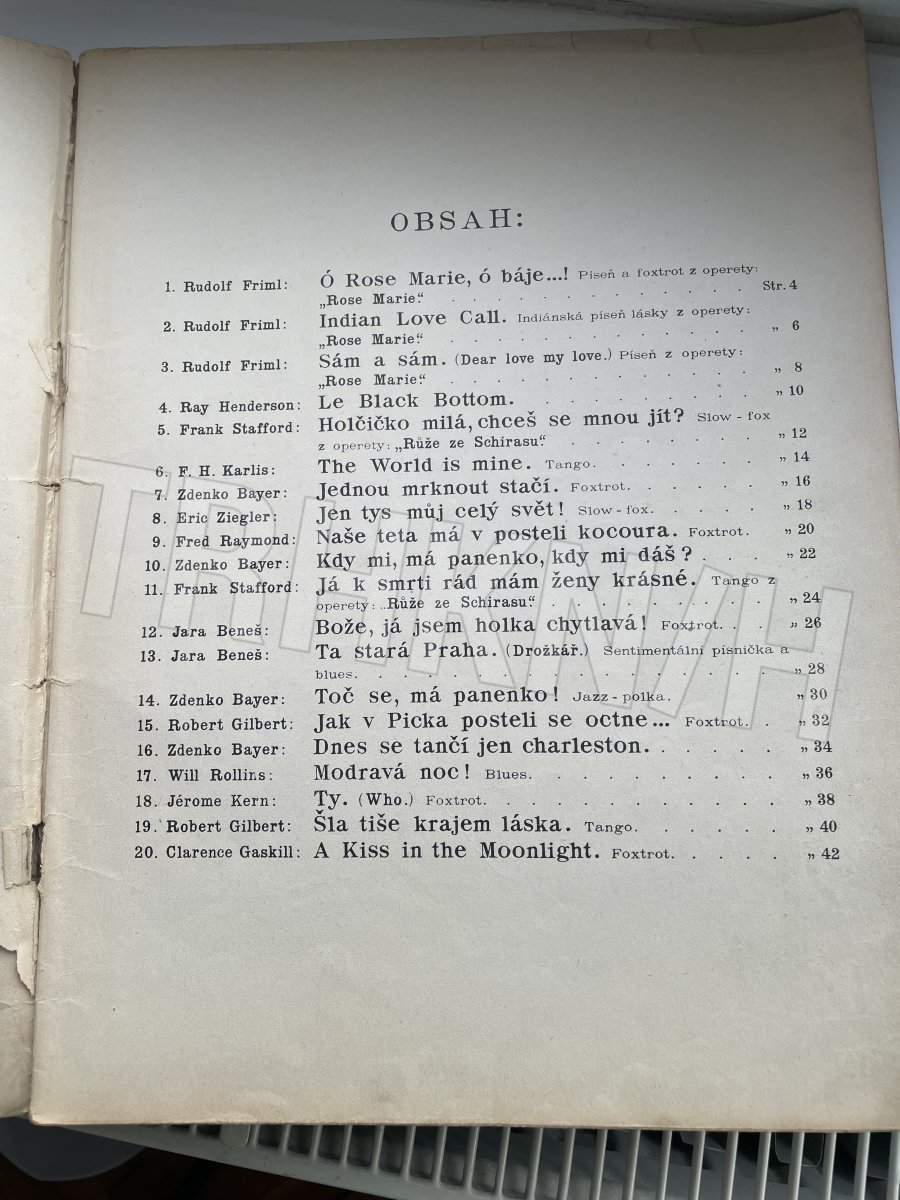 OBSAH:
1. Rudolf Friml: Ó Rose Marie, ó báje...! Píseň a foxtrot z operety:
„Rose Marie“ . . . . . . . . . . . . Str. 4
2. Rudolf Friml: Indian Love Call. Indiánská píseň lásky z operety:
„Rose Marie“ . . . . . . . . . . . . „ 6
3. Rudolf Friml: Sám a sám. (Dear love my love.) Píseň z operety:
„Rose Marie“ . . . . . . . . . . . . „ 8
4. Ray Henderson: Le Black Bottom. . . . . . . . . „ 10
5. Frank Stafford: Holčičko milá, chceš se mnou jít? Slow-fox
z operety: „Růže ze Schirasu“ . . . . . . . „ 12
6. F. H. Karlis: The World is mine. Tango. . . . . . . „ 14
7. Zdenko Bayer: Jednou mrknout stačí. Foxtrot. . . . . . „ 16
8. Eric Ziegler: Jen tys můj celý svět! Slow-fox. . . . . „ 18
9. Fred Raymond: Naše teta má v posteli kocoura. Foxtrot. „ 20
10. Zdenko Bayer: Kdy mi, má panenko, kdy mi dáš? . . . „ 22
11. Frank Stafford: Já k smrti rád mám ženy krásné. Tango z
operety: „Růže ze Schirasu“ . . . . . . . . „ 24
12. Jara Beneš: Bože, já jsem holka chytlavá! Foxtrot. . . „ 26
13. Jara Beneš: Ta stará Praha. (Drožkář.) Sentimentální písnička a
blues. . . . . . . . . . . . . . „ 28
14. Zdenko Bayer: Toč se, má panenko! Jazz-polka. . . . . „ 30
15. Robert Gilbert: Jak v Picka posteli se octne... Foxtrot. . „ 32
16. Zdenko Bayer: Dnes se tančí jen charleston. . . . . . „ 34
17. Will Rollins: Modravá noc! Blues. . . . . . . . . „ 36
18. Jérome Kern: Ty. (Who.) Foxtrot. . . . . . . . . . „ 38
19. Robert Gilbert: Šla tiše krajem láska. Tango. . . . . . „ 40
20. Clarence Gaskill: A Kiss in the Moonlight. Foxtrot. . . . . „ 42
TRHKNIH